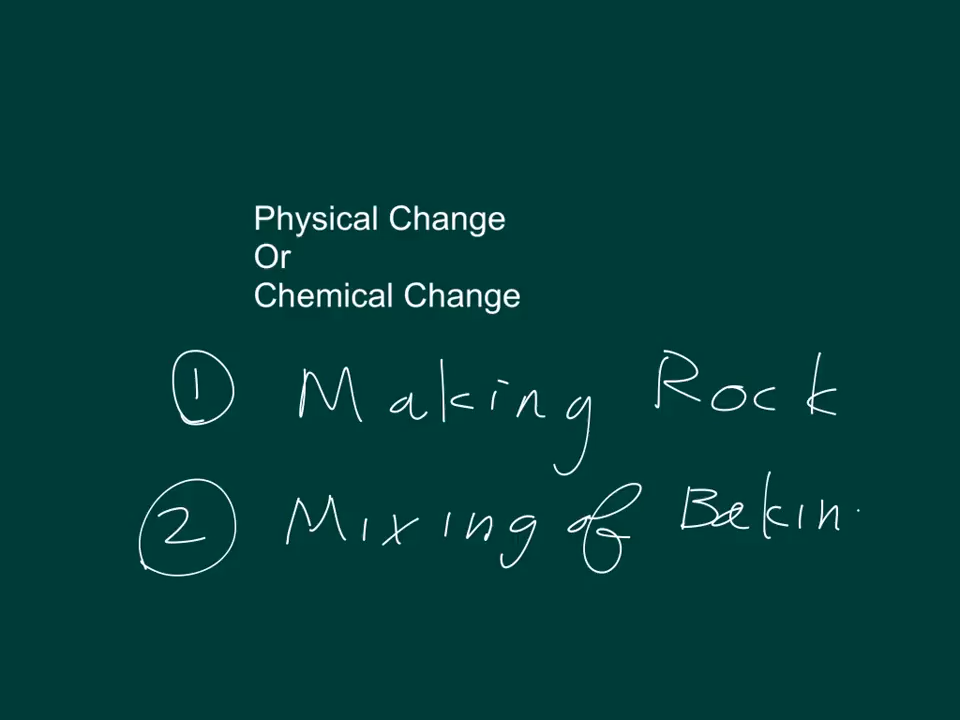 Physical Change
Or
Chemical Change
① Making Rock
② Mixing of Bakin